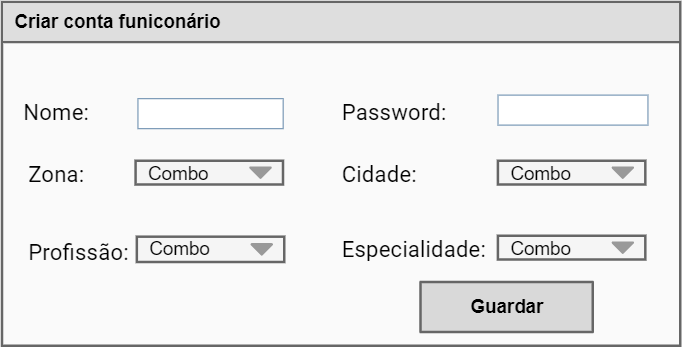 Criar conta funiconário
Nome:
Password:
Zona: Combo
Cidade: Combo
Profissão: Combo
Especialidade: Combo
Guardar